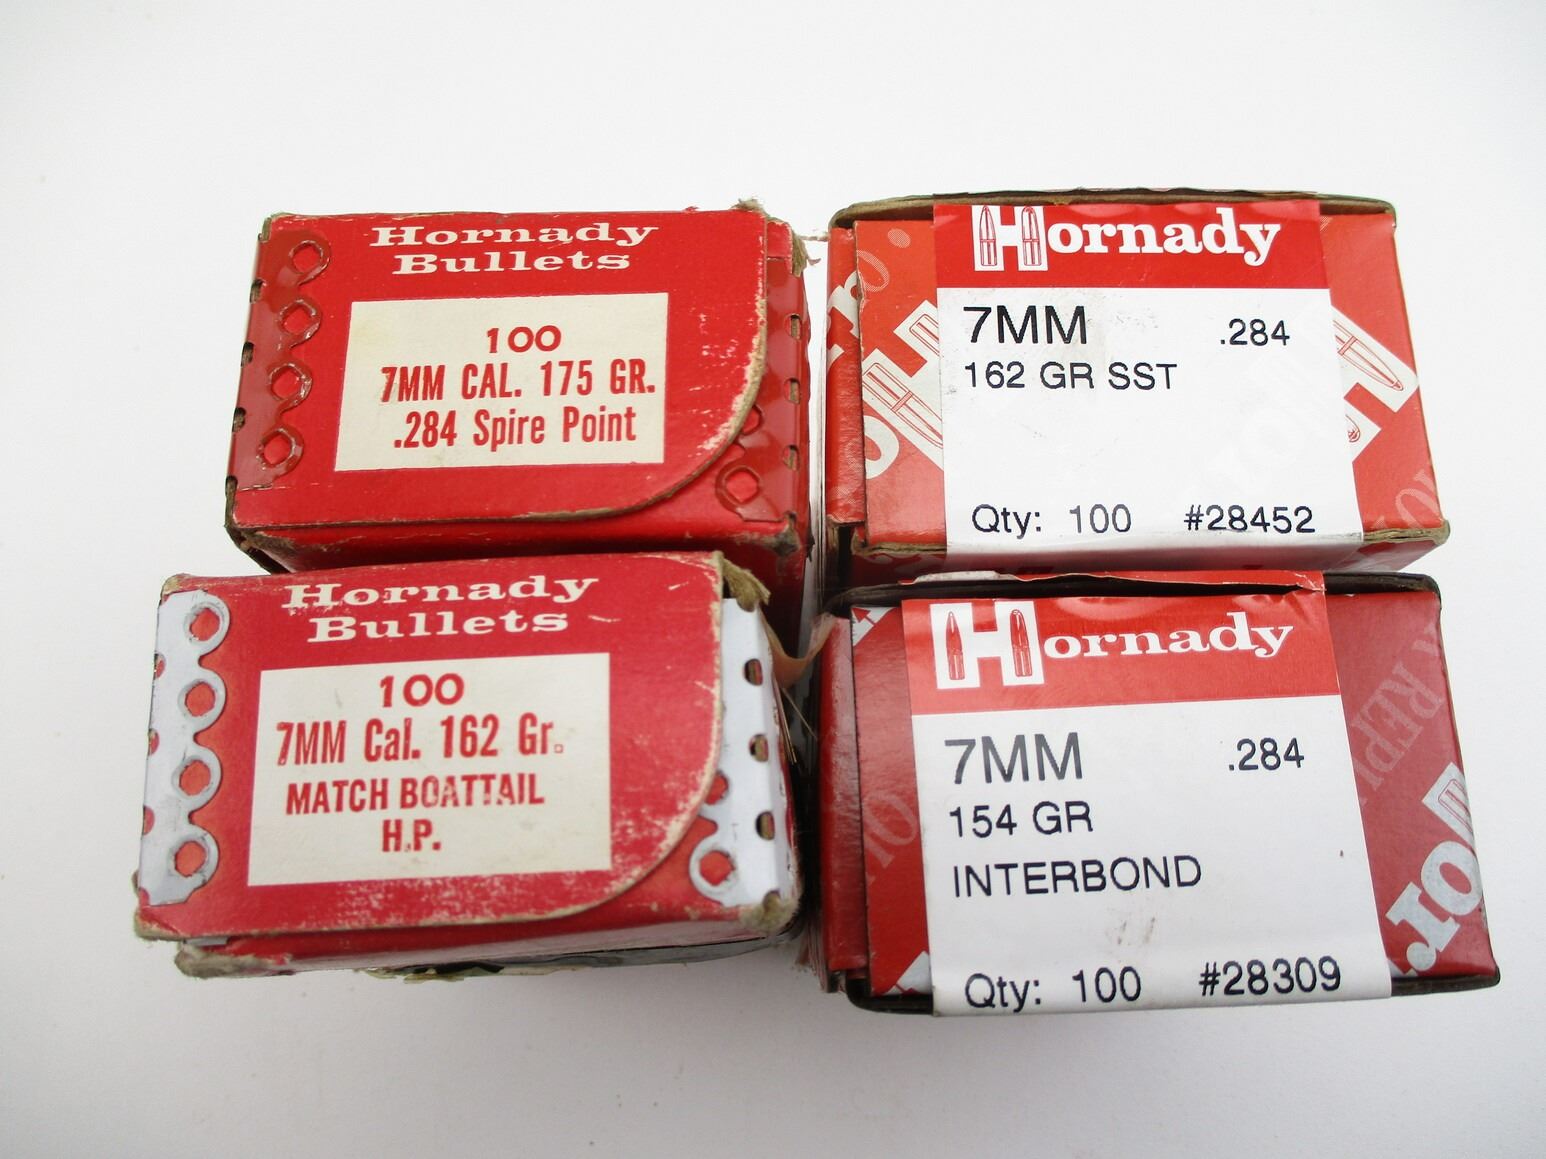 Hornady
Bullets
100
7MM CAL. 175 GR.
.284 Spire Point
Hornady
7MM .284
162 GR SST
Qty: 100 #28452
Hornady
Bullets
100
7MM Cal. 162 Gr.
MATCH BOATTAIL
H.P.
Hornady
7MM .284
154 GR
INTERBOND
Qty: 100 #28309